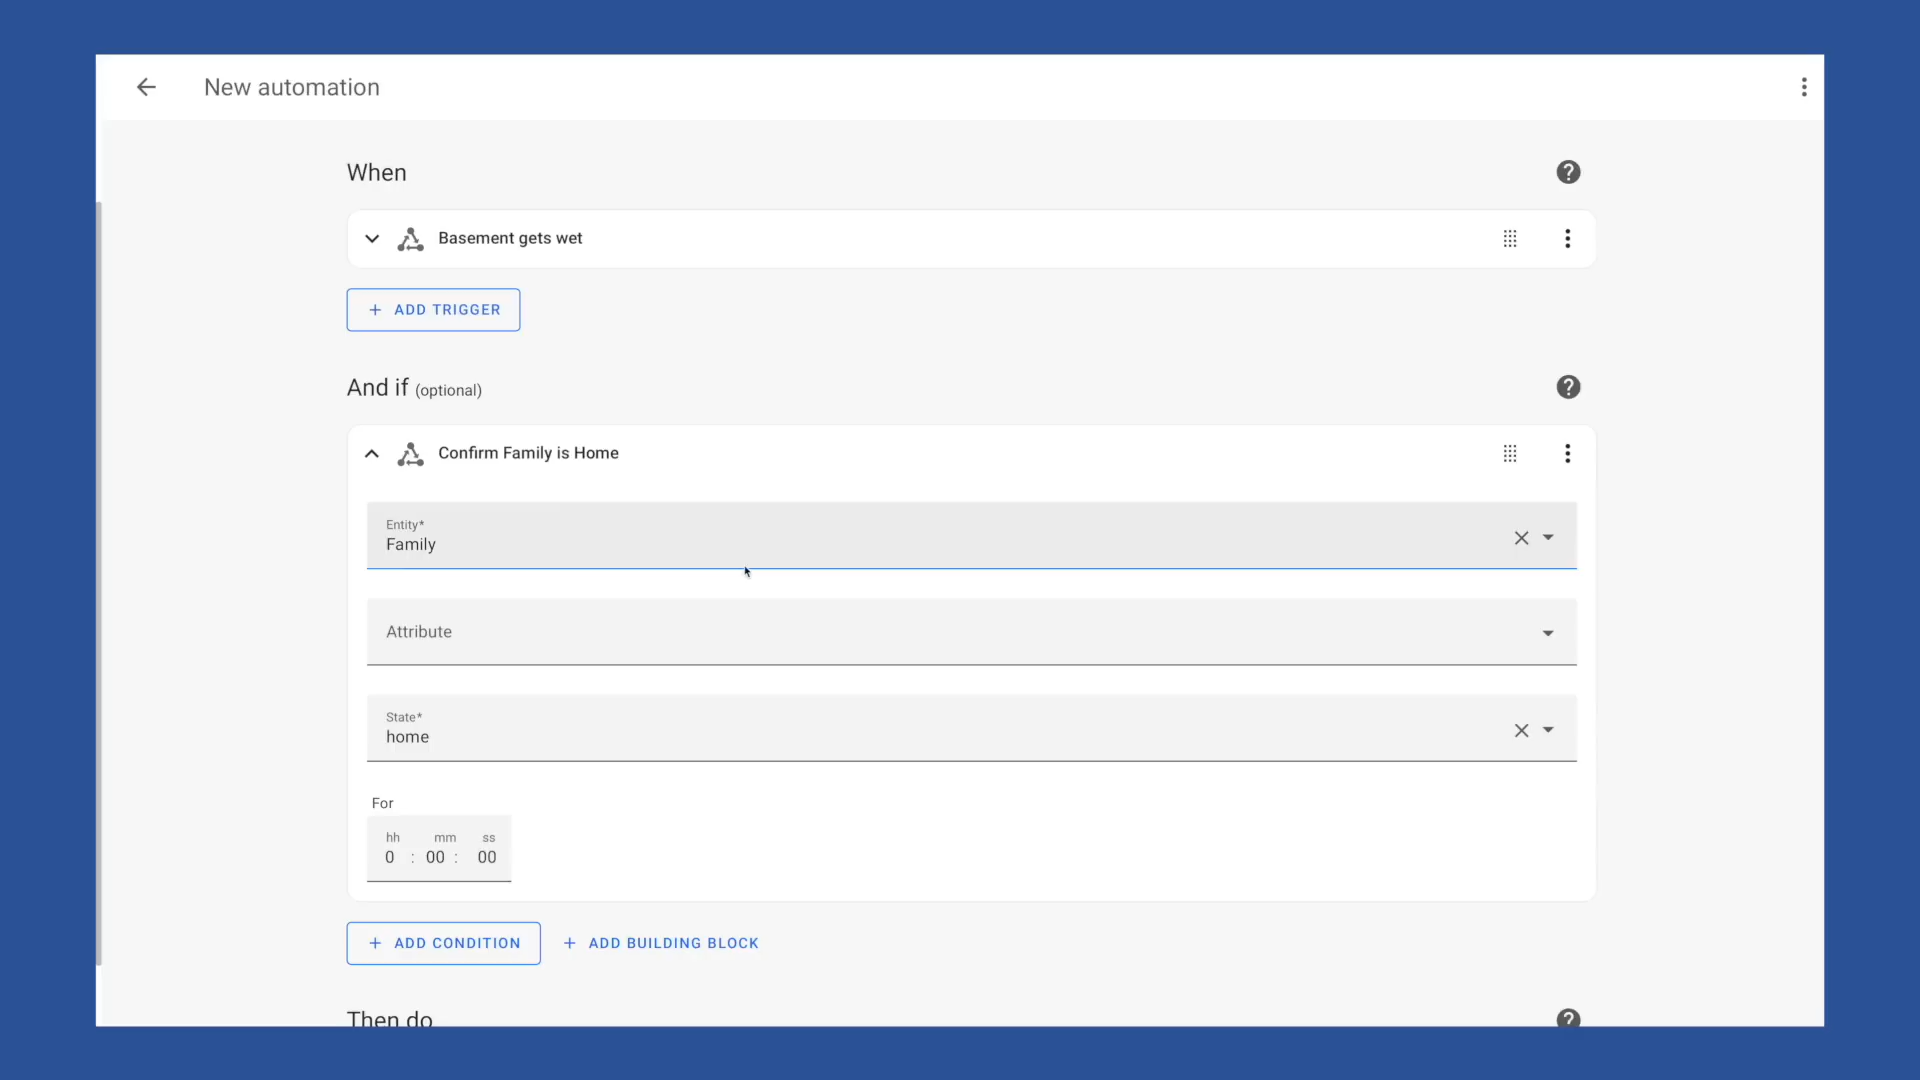 New automation
When
Basement gets wet
+ ADD TRIGGER
And if (optional)
Confirm Family is Home
Entity*
Family
Attribute
State*
home
For
hh mm ss
0 : 00 : 00
+ ADD CONDITION + ADD BUILDING BLOCK
Then do